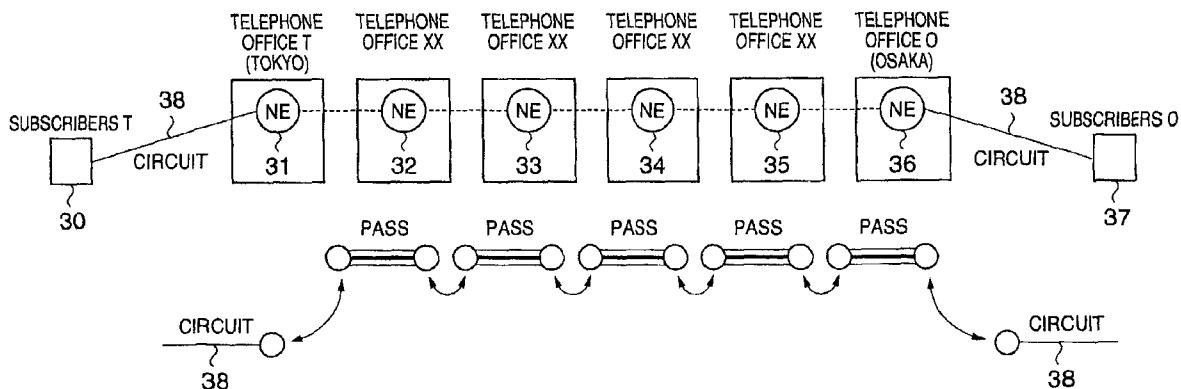 TELEPHONE
OFFICE T
(TOKYO)
TELEPHONE
OFFICE XX
TELEPHONE
OFFICE XX
TELEPHONE
OFFICE XX
TELEPHONE
OFFICE XX
TELEPHONE
OFFICE O
(OSAKA)
SUBSCRIBERS T
38
NE
NE
NE
NE
NE
NE
38
SUBSCRIBERS O
CIRCUIT
31
32
33
34
35
36
CIRCUIT
30
37
PASS
PASS
PASS
PASS
PASS
CIRCUIT
38
CIRCUIT
38